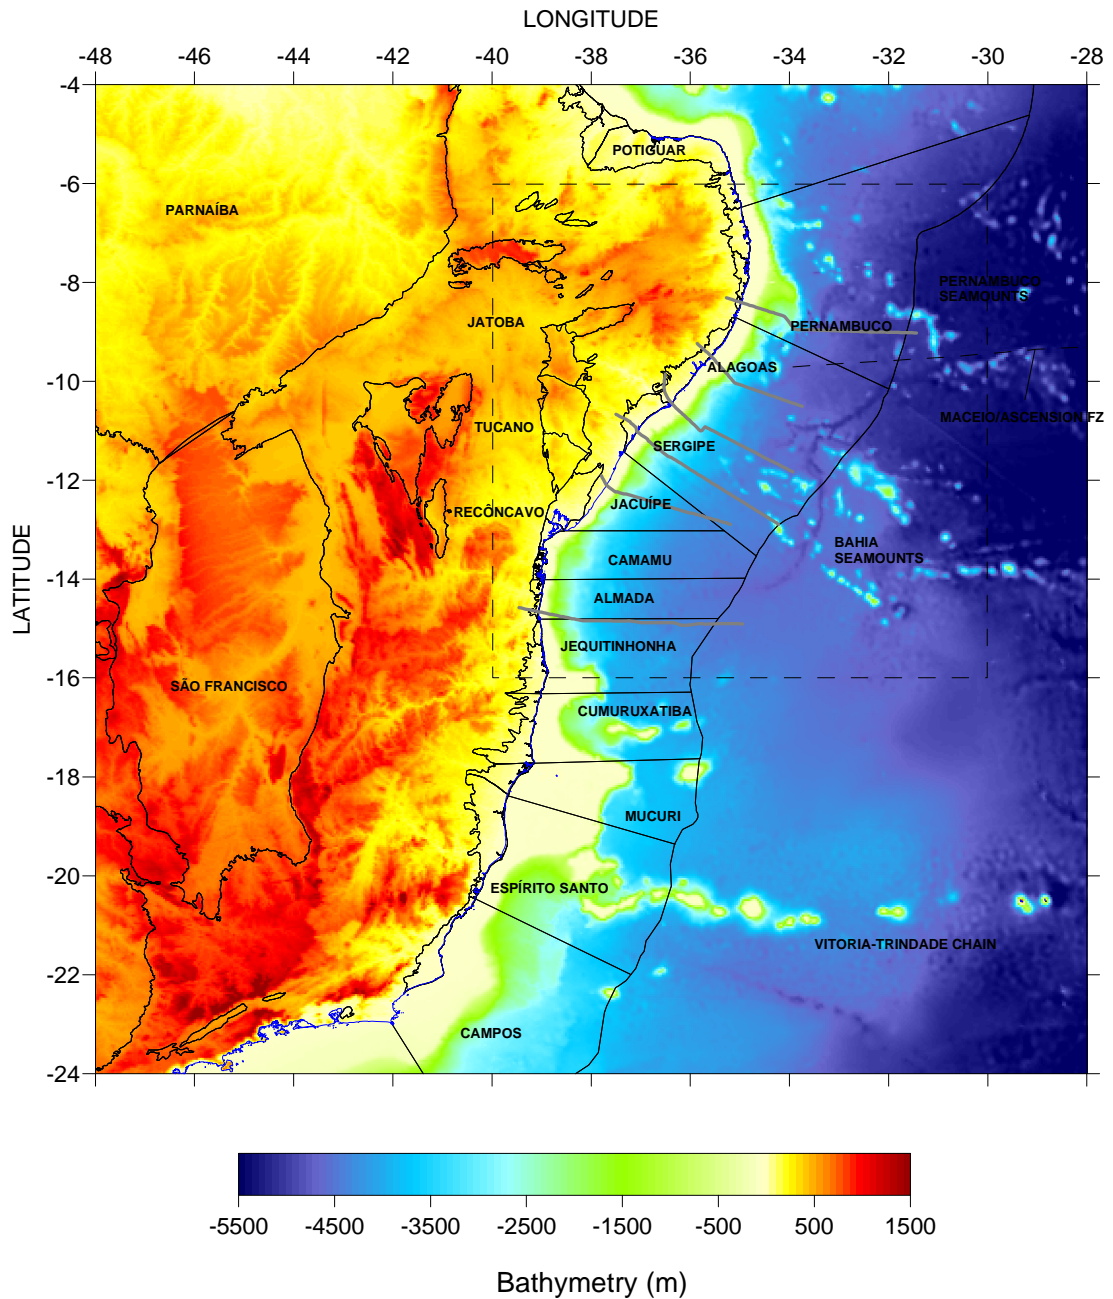 LONGITUDE
-48 -46 -44 -42 -40 -38 -36 -34 -32 -30 -28
-4
POTIGUAR
-6
PARNAÍBA
-8
PERNAMBUCO
SEAMOUNTS
JATOBA
PERNAMBUCO
ALAGOAS
-10
MACEIO/ASCENSION FZ
TUCANO
SERGIPE
-12
JACUÍPE
RECÔNCAVO
BAHIA
SEAMOUNTS
CAMAMU
-14
ALMADA
LATITUDE
JEQUITINHONHA
-16
SÃO FRANCISCO
CUMURUXATIBA
-18
MUCURI
-20
ESPÍRITO SANTO
VITORIA-TRINDADE CHAIN
-22
CAMPOS
-24
-5500 -4500 -3500 -2500 -1500 -500 500 1500
Bathymetry (m)